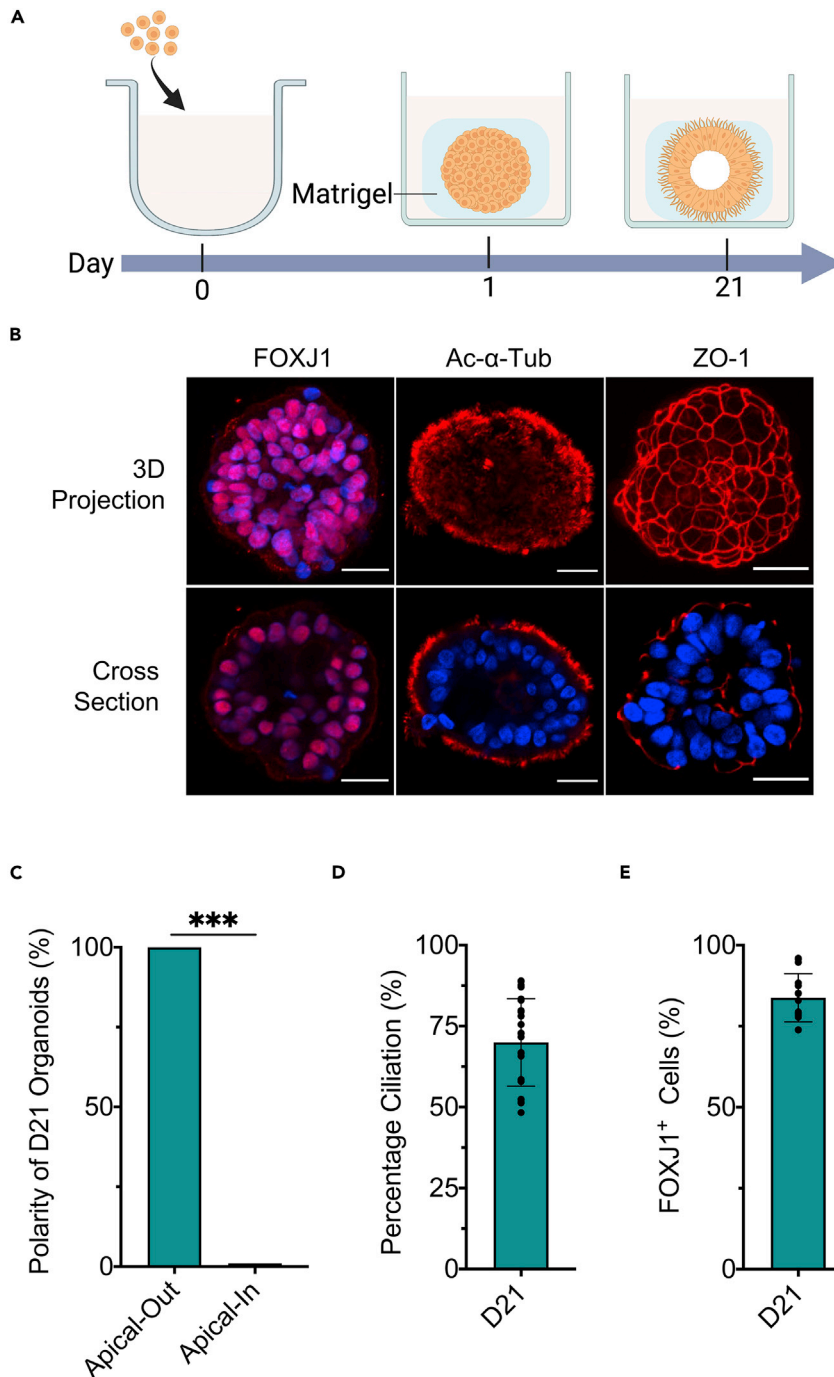 A
Matrigel
Day
0
1
21
B
FOXJ1
Ac-α-Tub
ZO-1
3D
Projection
Cross
Section
C
D
E
***
Polarity of D21 Organoids (%)
100
50
0
Apical-Out
Apical-In
Percentage Ciliation (%)
100
75
50
25
0
D21
FOXJ1+ Cells (%)
100
50
0
D21